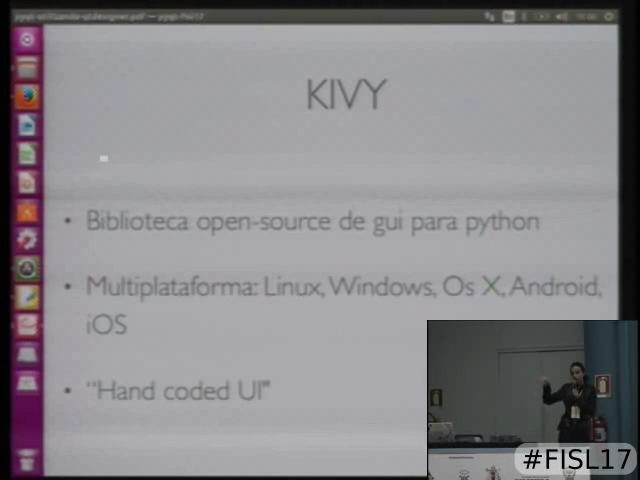 KIVY
• Biblioteca open-source de gui para python
• Multiplataforma: Linux, Windows, Os X, Android,
iOS
• "Hand coded UI"
#FISL17